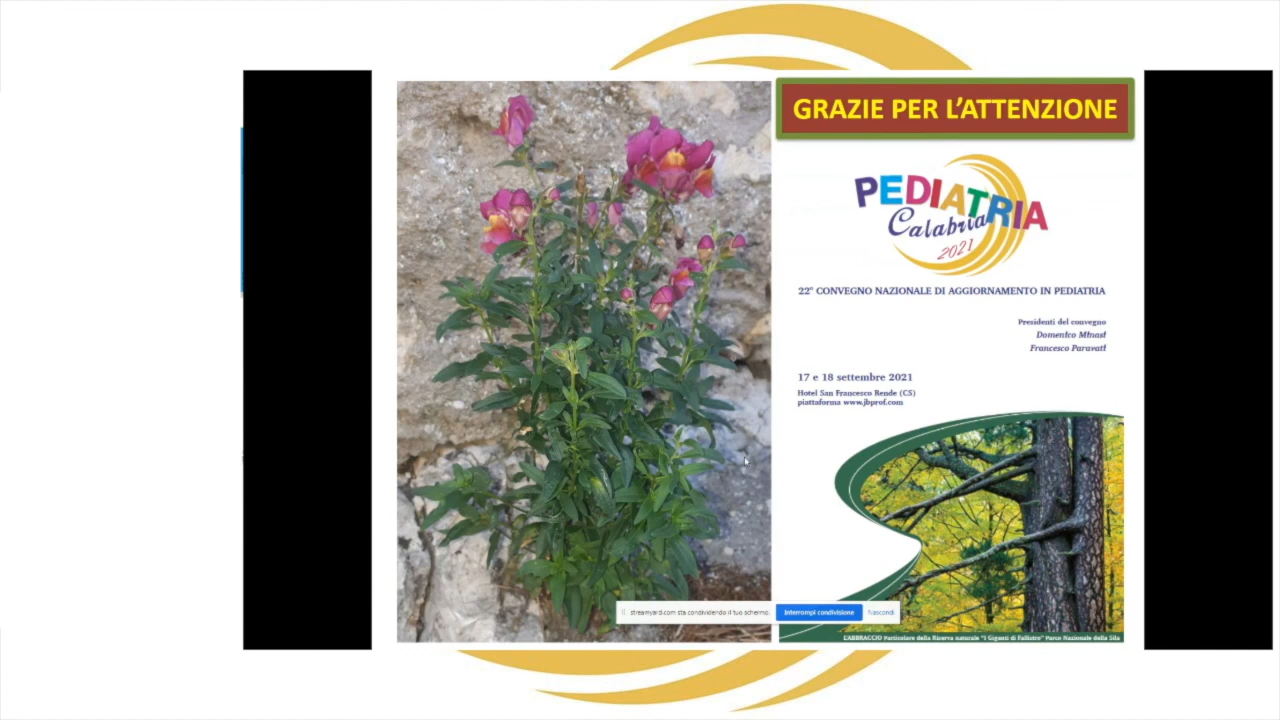 GRAZIE PER L'ATTENZIONE
PEDIATRIA
Calabria
2021
22° CONVEGNO NAZIONALE DI AGGIORNAMENTO IN PEDIATRIA
Presidenti del convegno
Domenico Minasi
Francesco Paravati
17 e 18 settembre 2021
Hotel San Francesco Rende (CS)
piattaforma www.jbprof.com
streamyard.com sta condividendo il tuo schermo.
Interrompi condivisione
Nascondi
L'ABBRACCIO Particolare della Riserva naturale "I Giganti di Fallistro" Parco Nazionale della Sila